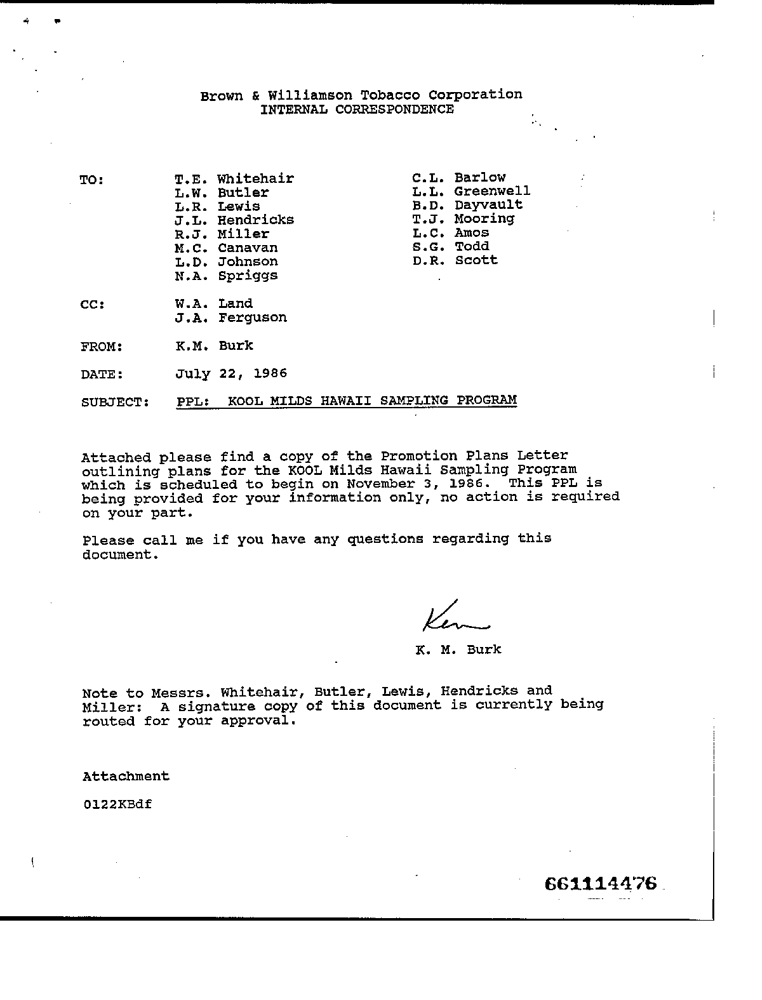 Brown & Williamson Tobacco Corporation
INTERNAL CORRESPONDENCE
TO: T.E. Whitehair C.L. Barlow
L.W. Butler L.L. Greenwell
L.R. Lewis B.D. Dayvault
J.L. Hendricks T.J. Mooring
R.J. Miller L.C. Amos
M.C. Canavan S.G. Todd
L.D. Johnson D.R. Scott
N.A. Spriggs
CC: W.A. Land
J.A. Ferguson
FROM: K.M. Burk
DATE: July 22, 1986
SUBJECT: PPL: KOOL MILDS HAWAII SAMPLING PROGRAM
Attached please find a copy of the Promotion Plans Letter
outlining plans for the KOOL Milds Hawaii Sampling Program
which is scheduled to begin on November 3, 1986. This PPL is
being provided for your information only, no action is required
on your part.
Please call me if you have any questions regarding this
document.
Ken
K. M. Burk
Note to Messrs. Whitehair, Butler, Lewis, Hendricks and
Miller: A signature copy of this document is currently being
routed for your approval.
Attachment
0122KBdf
661114476